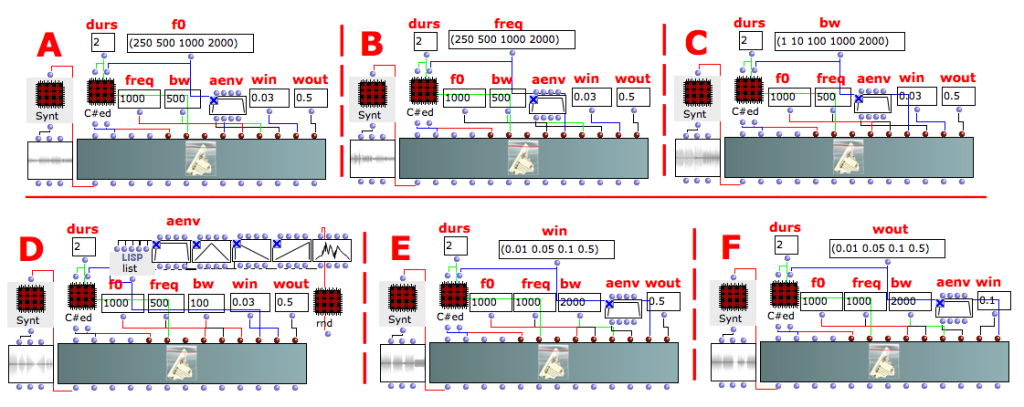 A
durs
f0
2
(250 500 1000 2000)
freq
bw
aenv
win
wout
1000
500
0.03
0.5
Synt
C#ed
B
durs
freq
2
(250 500 1000 2000)
f0
bw
aenv
win
wout
1000
500
0.03
0.5
Synt
C#ed
C
durs
bw
2
(1 10 100 1000 2000)
f0
freq
aenv
win
wout
1000
500
0.03
0.5
Synt
C#ed
D
durs
aenv
2
LISP
list
f0
freq
bw
win
wout
1000
500
100
0.03
0.5
Synt
C#ed
rnd
E
durs
win
2
(0.01 0.05 0.1 0.5)
f0
freq
bw
aenv
wout
1000
1000
2000
0.5
Synt
C#ed
F
durs
wout
2
(0.01 0.05 0.1 0.5)
f0
freq
bw
aenv
win
1000
1000
2000
0.1
Synt
C#ed